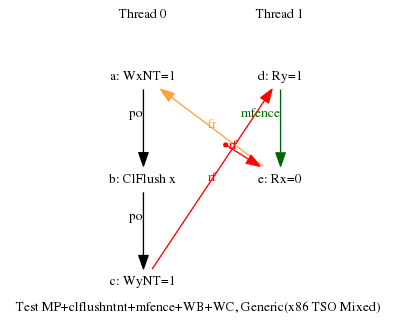 Thread 0 Thread 1
a: WxNT=1 d: Ry=1
po mfence
fr
rf
b: ClFlush x e: Rx=0
rf
po
c: WyNT=1
Test MP+clflushntnt+mfence+WB+WC, Generic(x86 TSO Mixed)